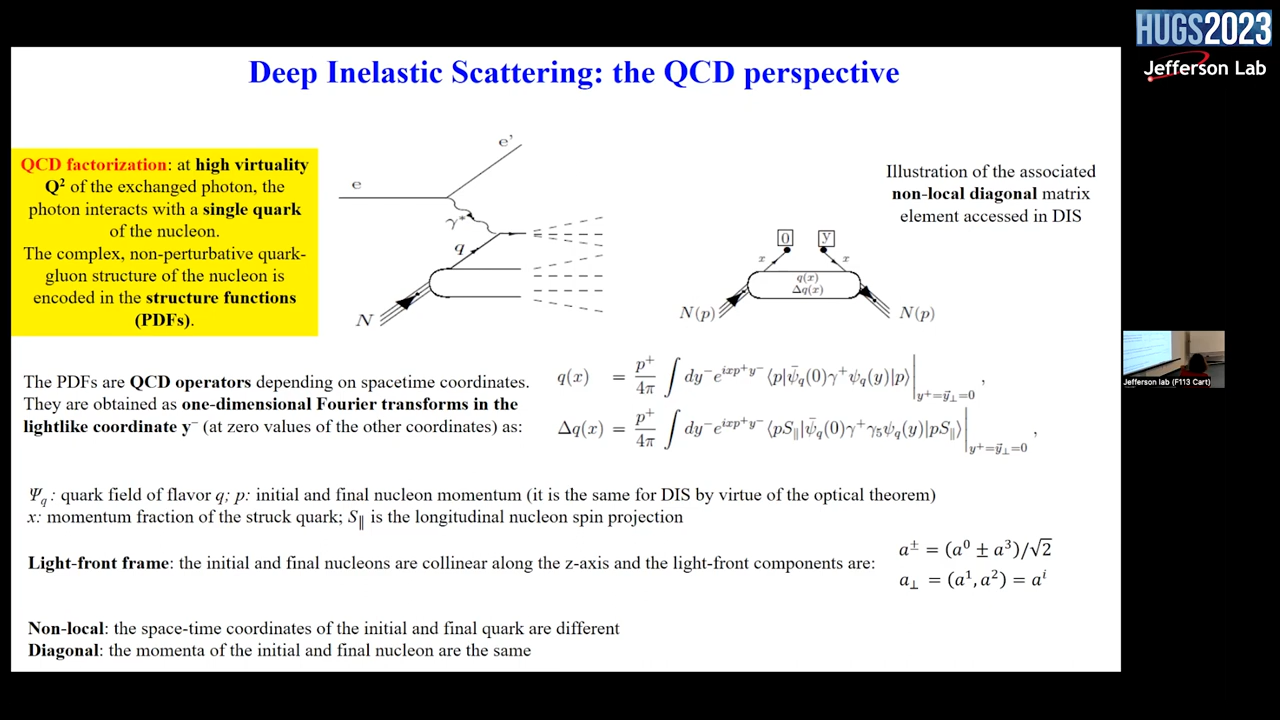 HUGS2023
Jefferson Lab
Deep Inelastic Scattering: the QCD perspective
QCD factorization: at high virtuality
Q² of the exchanged photon, the
photon interacts with a single quark
of the nucleon.
The complex, non-perturbative quark-
gluon structure of the nucleon is
encoded in the structure functions
(PDFs).
e'
e
γ*
q
N
Illustration of the associated
non-local diagonal matrix
element accessed in DIS
0 y
x x
q(x)
Δq(x)
N(p) N(p)
The PDFs are QCD operators depending on spacetime coordinates.
They are obtained as one-dimensional Fourier transforms in the
lightlike coordinate y⁻ (at zero values of the other coordinates) as:
q(x) = p⁺/4π ∫ dy⁻e^{ixp⁺y⁻}⟨p|ψ̄_q(0)γ⁺ψ_q(y)|p⟩|_{y⁺=y⃗⊥=0} ,
Δq(x) = p⁺/4π ∫ dy⁻e^{ixp⁺y⁻}⟨pS∥|ψ̄_q(0)γ⁺γ₅ψ_q(y)|pS∥⟩|_{y⁺=y⃗⊥=0} ,
Ψ_q : quark field of flavor q; p: initial and final nucleon momentum (it is the same for DIS by virtue of the optical theorem)
x: momentum fraction of the struck quark; S∥ is the longitudinal nucleon spin projection
Light-front frame: the initial and final nucleons are collinear along the z-axis and the light-front components are:
a± = (a⁰ ± a³)/√2
a⊥ = (a¹, a²) = aⁱ
Non-local: the space-time coordinates of the initial and final quark are different
Diagonal: the momenta of the initial and final nucleon are the same
Jefferson lab (F113 Cart)